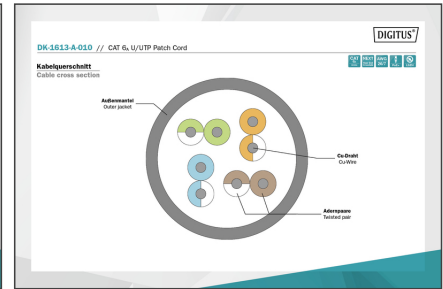 DIGITUS®
DK-1613-A-010 // CAT 6A U/UTP Patch Cord
Kabelquerschnitt
Cable cross section
Außenmantel
Outer jacket
Cu-Draht
Cu-Wire
Adernpaare
Twisted pair